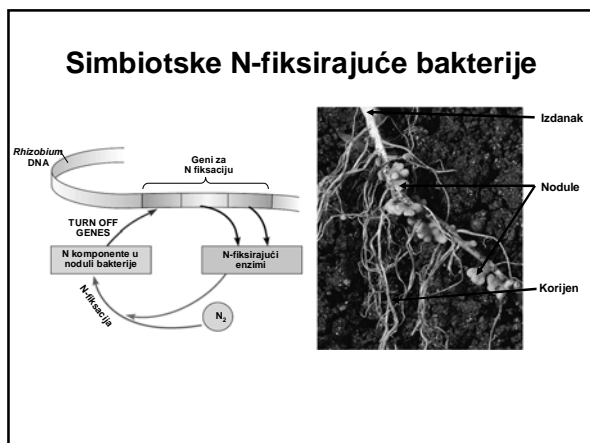 Simbiotske N-fiksirajuće bakterije
Rhizobium
DNA
Geni za
N fiksaciju
TURN OFF
GENES
N komponente u
noduli bakterije
N-fiksirajući
enzimi
N-fiksacija
N₂
Izdanak
Nodule
Korijen